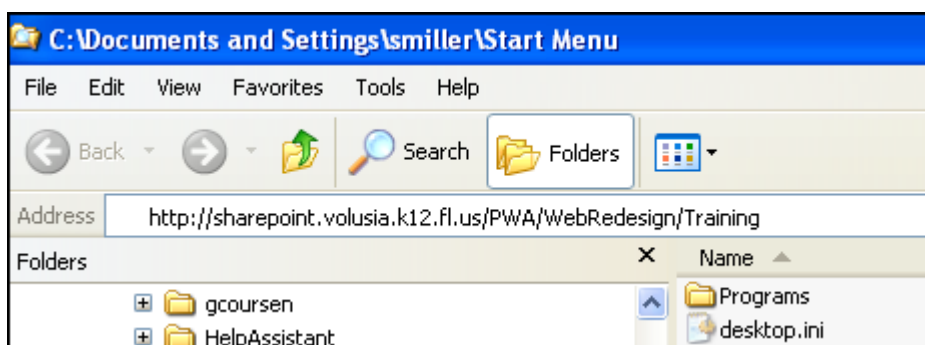 C:\Documents and Settings\smiller\Start Menu
File Edit View Favorites Tools Help
Back Search Folders
Address http://sharepoint.volusia.k12.fl.us/PWA/WebRedesign/Training
Folders Name
gcoursen Programs
HelpAssistant desktop.ini